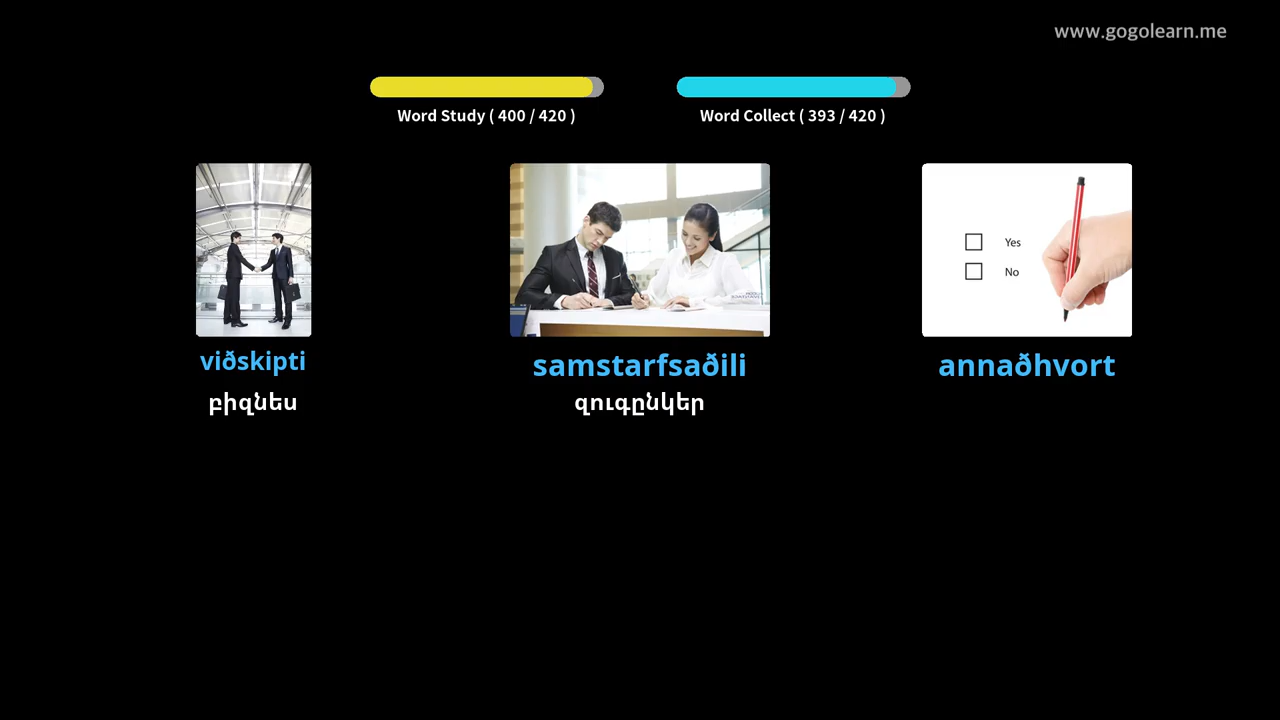 www.gogolearn.me
Word Study ( 400 / 420 )
Word Collect ( 393 / 420 )
Yes
No
viðskipti
samstarfsaðili
annaðhvort
բիզնես
զուգընկեր